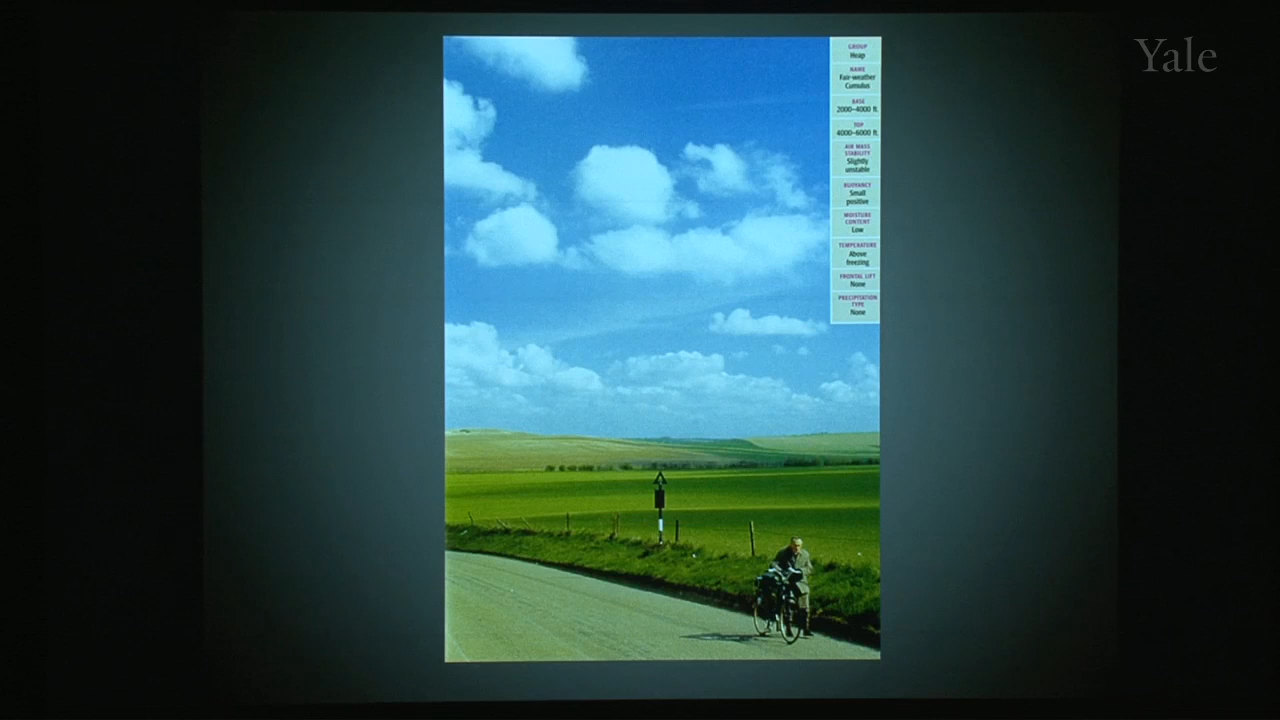 Yale
GROUP
Heap
NAME
Fair-weather
Cumulus
BASE
2000–4000 ft.
TOP
4000–6000 ft.
AIR MASS
STABILITY
Slightly
unstable
BUOYANCY
Small
positive
MOISTURE
CONTENT
Low
TEMPERATURE
Above
freezing
FRONTAL LIFT
None
PRECIPITATION
TYPE
None